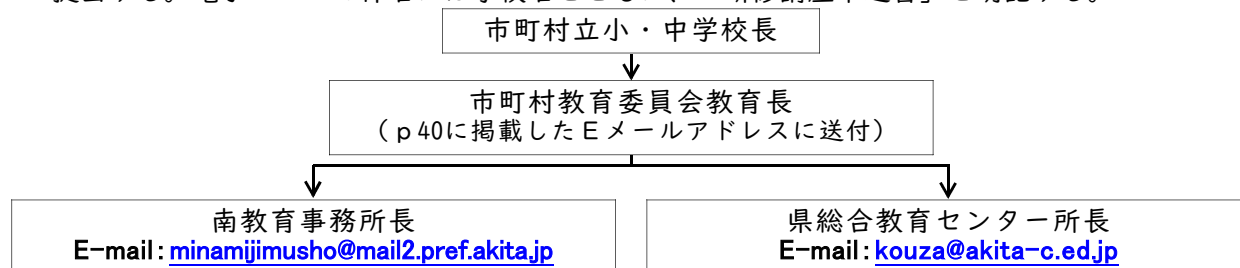 市町村立小・中学校長
市町村教育委員会教育長
(p40に掲載したEメールアドレスに送付)
南教育事務所長
E-mail:minamijimusho@mail2.pref.akita.jp
県総合教育センター所長
E-mail:kouza@akita-c.ed.jp